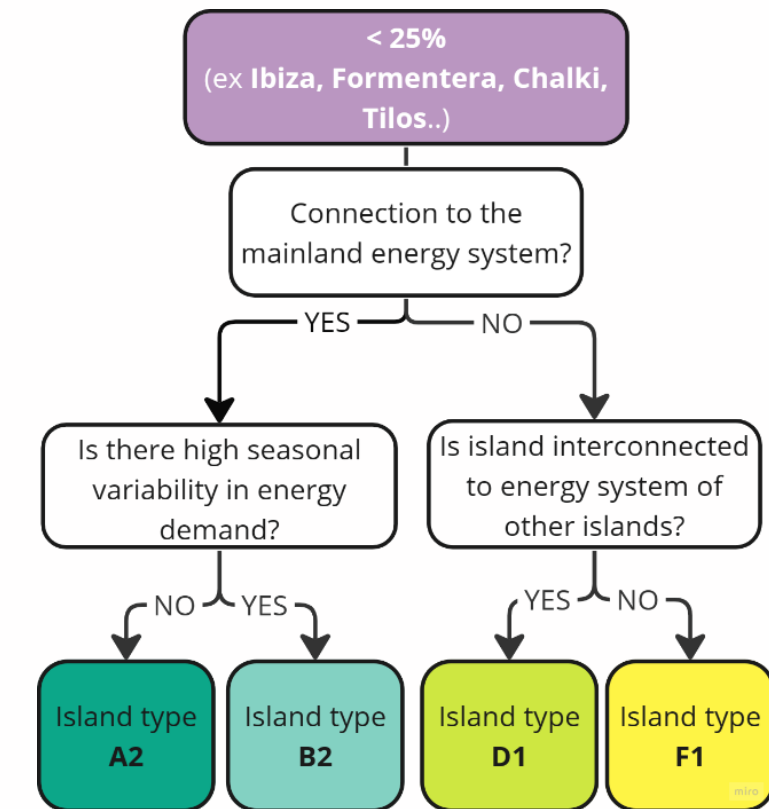 < 25%
(ex Ibiza, Formentera, Chalki,
Tilos..)
Connection to the
mainland energy system?
YES
NO
Is there high seasonal
variability in energy
demand?
Is island interconnected
to energy system of
other islands?
NO
YES
YES
NO
Island type
A2
Island type
B2
Island type
D1
Island type
F1
miro